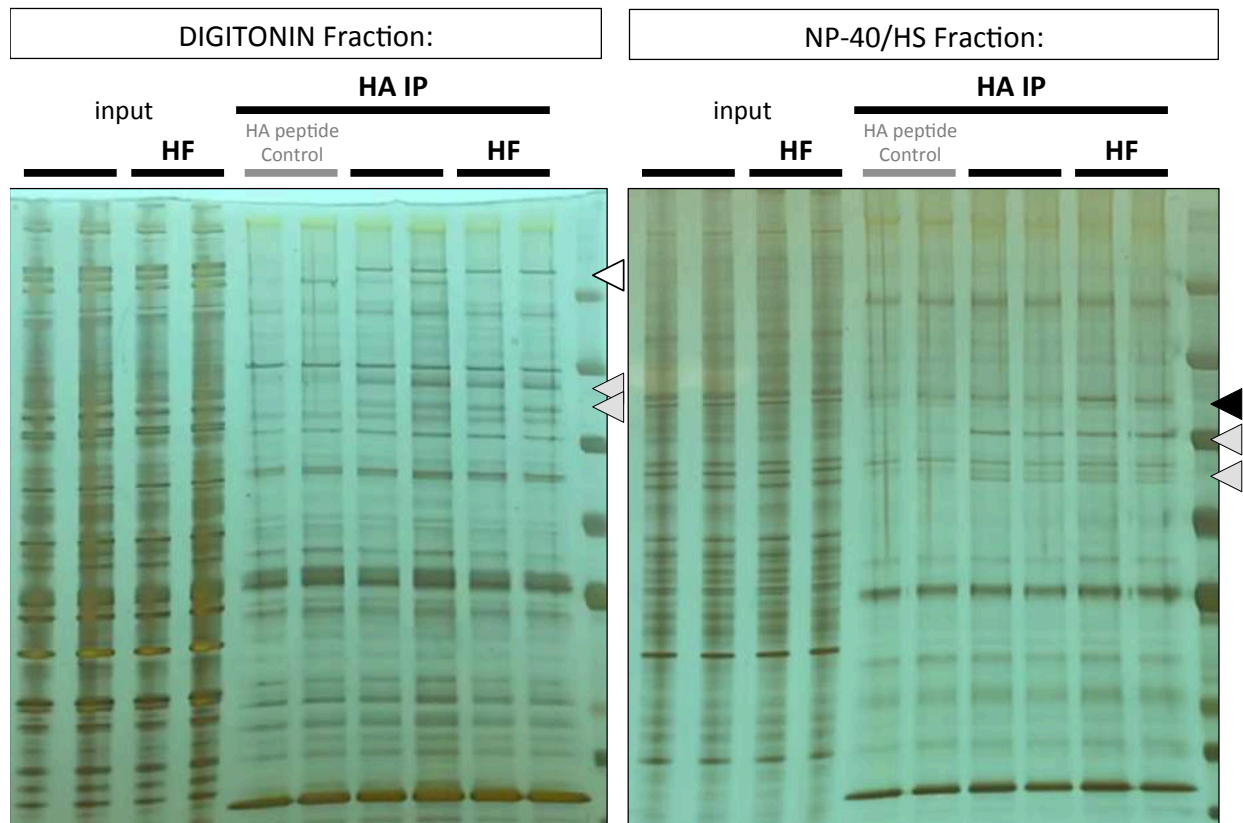 DIGITONIN Fraction:
HA IP
input
HA peptide
Control
HF
HF
NP-40/HS Fraction:
HA IP
input
HA peptide
Control
HF
HF